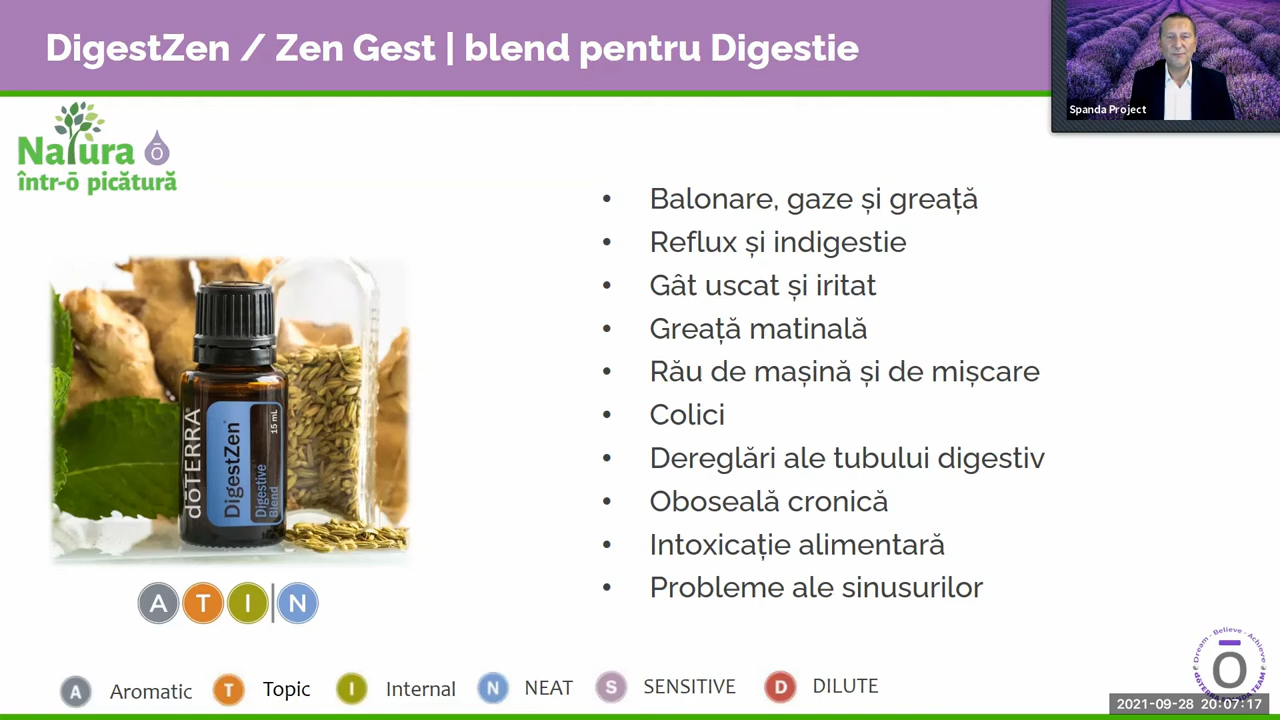 DigestZen / Zen Gest | blend pentru Digestie
Spanda Project
Natura ō
într-ō picătură
• Balonare, gaze și greață
• Reflux și indigestie
• Gât uscat și iritat
• Greață matinală
• Rău de mașină și de mișcare
• Colici
• Dereglări ale tubului digestiv
• Oboseală cronică
• Intoxicație alimentară
• Probleme ale sinusurilor
dōTERRA
DigestZen
Digestive
Blend
15 mL
A T I | N
A Aromatic T Topic I Internal N NEAT S SENSITIVE D DILUTE
Dream - Believe - Achieve
ō
2021-09-28 20:07:17